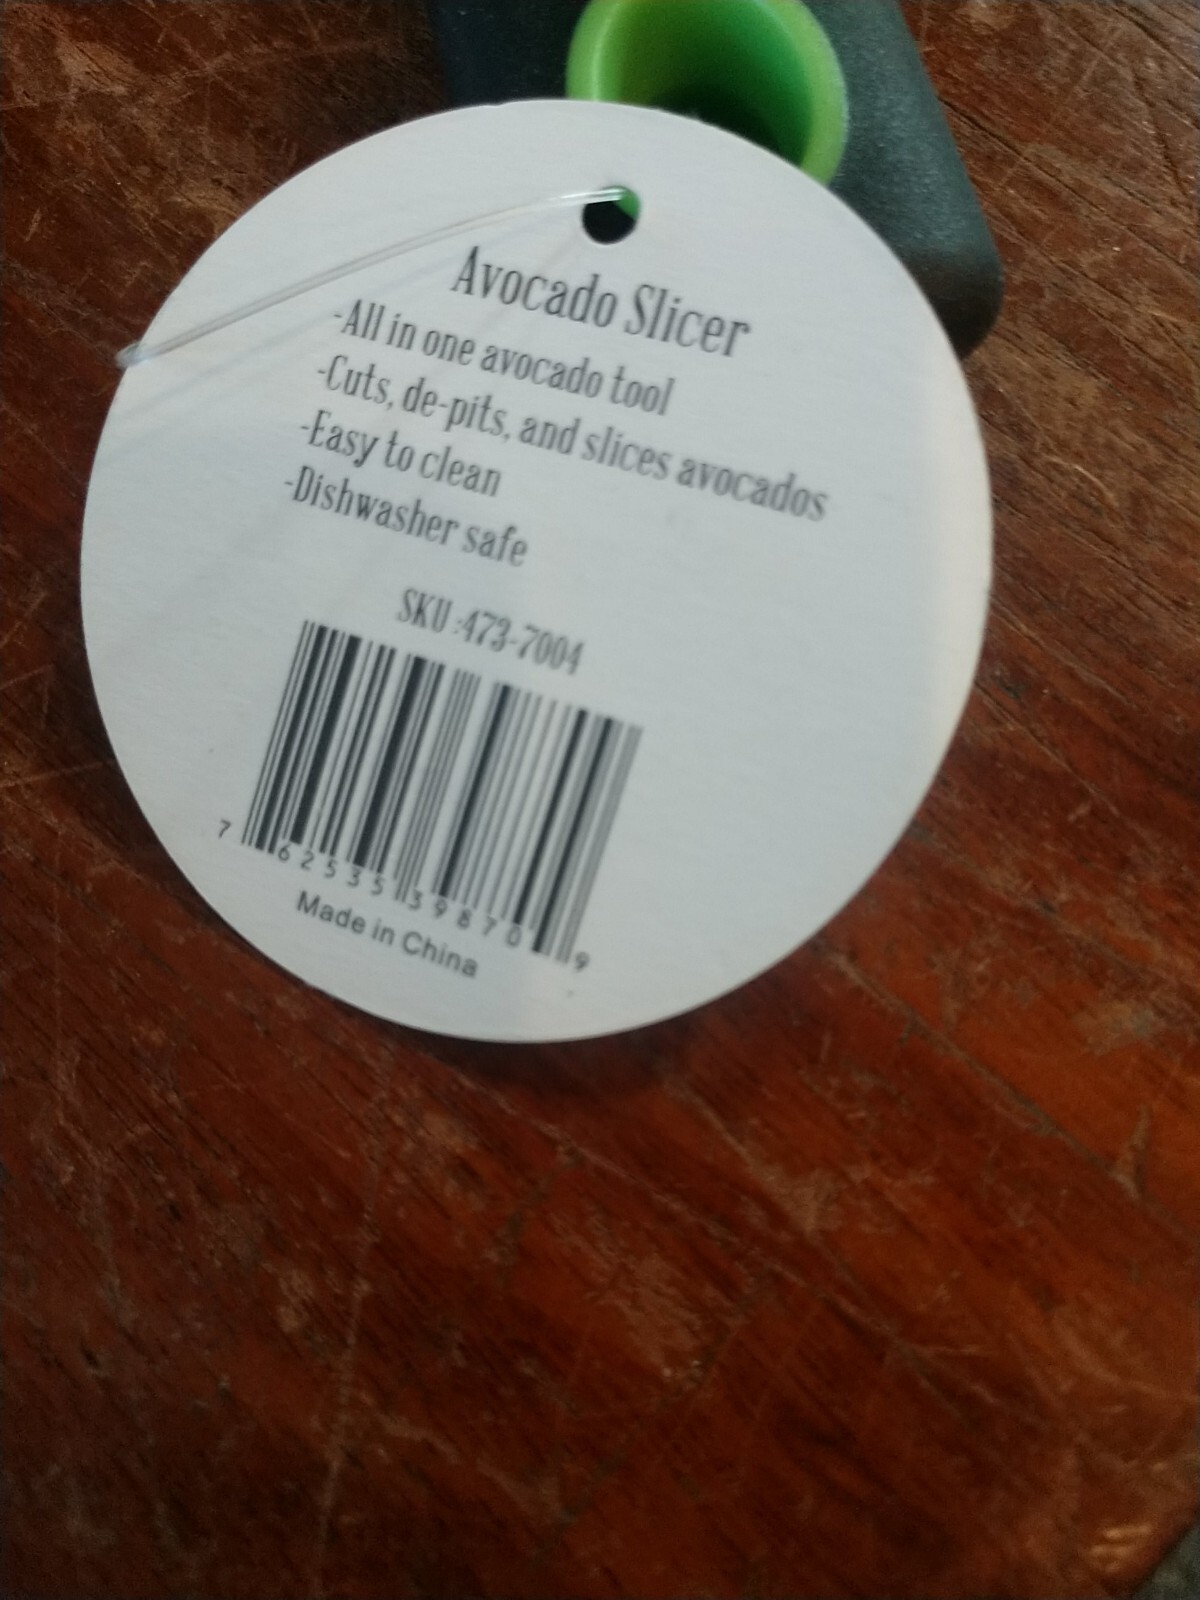 Avocado Slicer
-All in one avocado tool
-Cuts, de-pits, and slices avocados
-Easy to clean
-Dishwasher safe
SKU :473-7004
7 62535 39870 9
Made in China